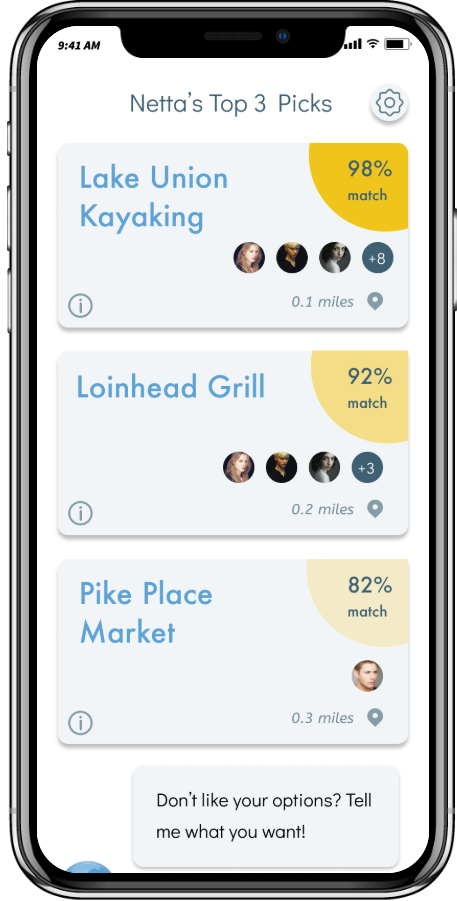 9:41 AM
Netta's Top 3 Picks
98%
match
Lake Union
Kayaking
+8
0.1 miles
92%
match
Loinhead Grill
+3
0.2 miles
82%
match
Pike Place
Market
0.3 miles
Don't like your options? Tell
me what you want!